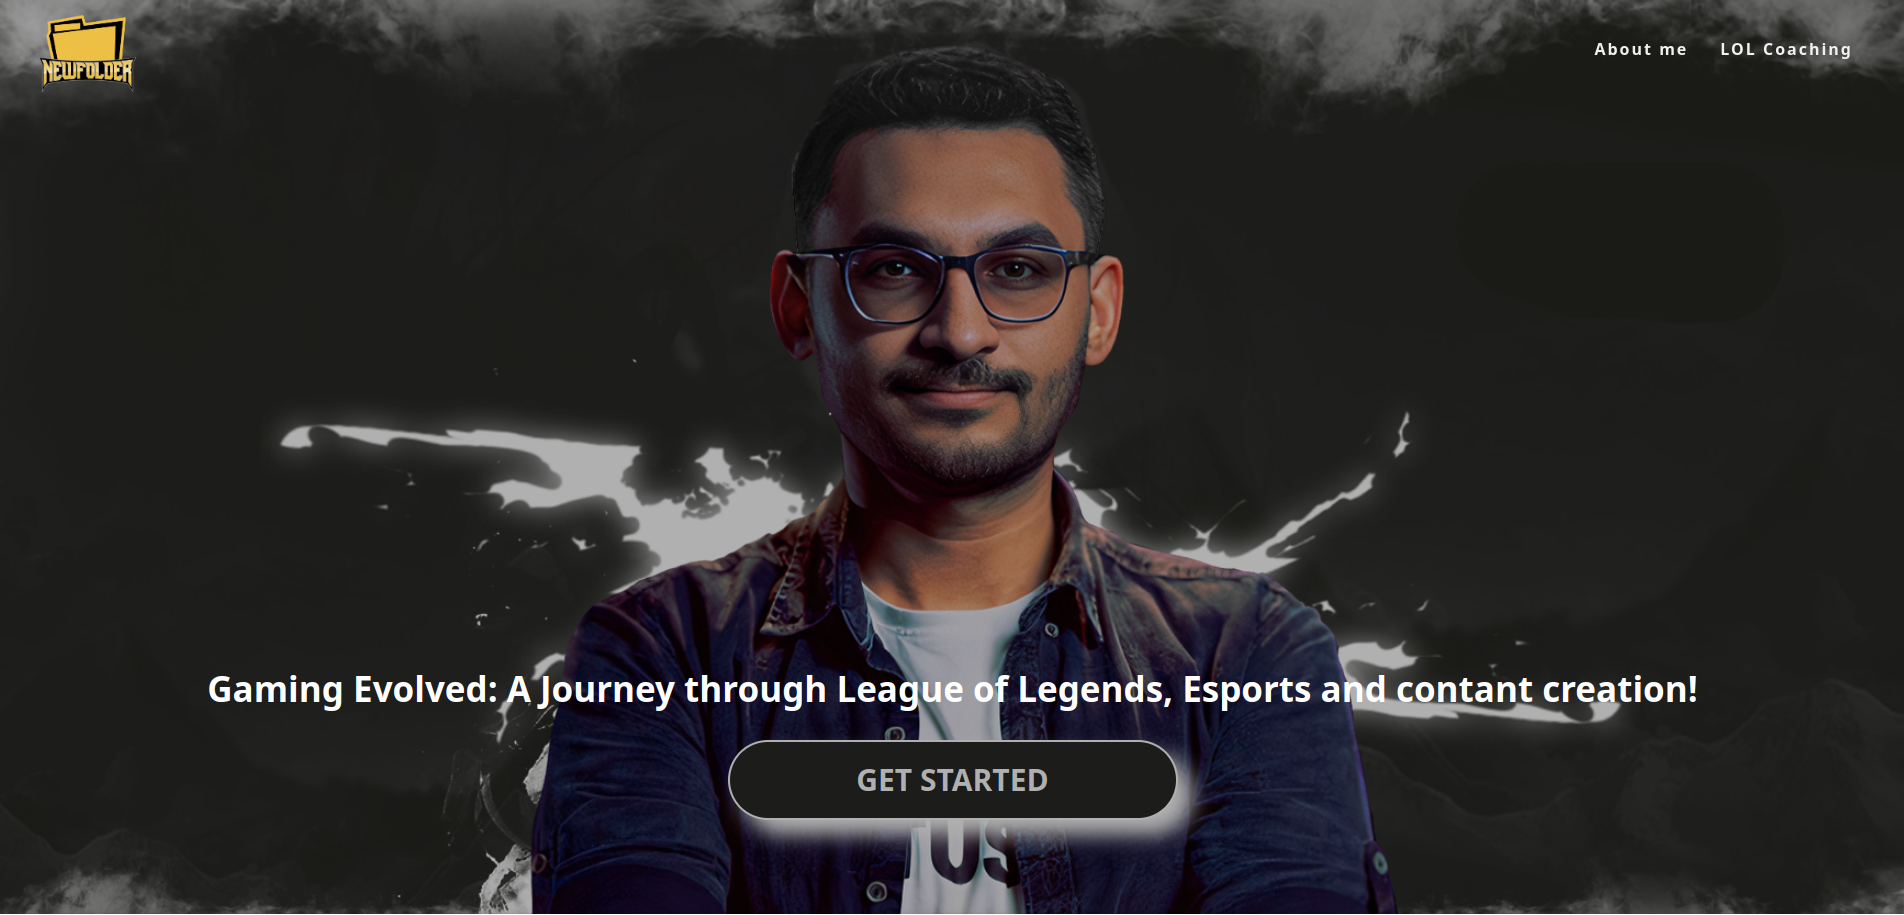 NEWFOLDER
About me LOL Coaching
Gaming Evolved: A Journey through League of Legends, Esports and contant creation!
GET STARTED